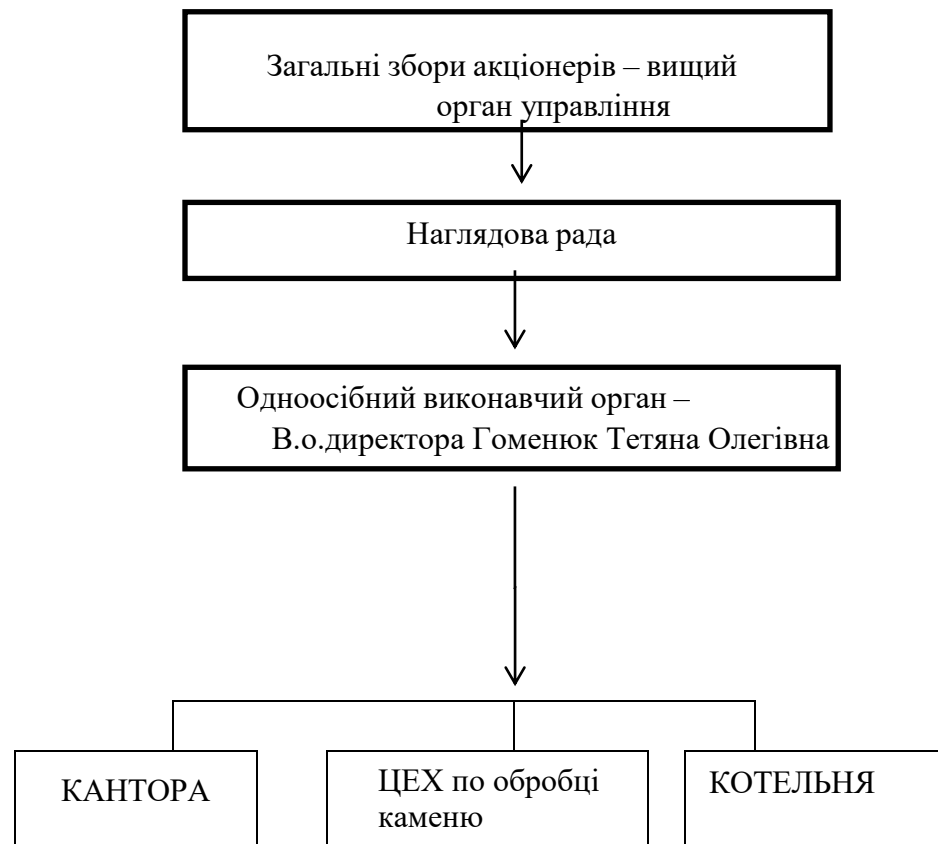 Загальні збори акціонерів – вищий
орган управління
Наглядова рада
Одноосібний виконавчий орган –
В.о.директора Гоменюк Тетяна Олегівна
КАНТОРА
ЦЕХ по обробці
каменю
КОТЕЛЬНЯ